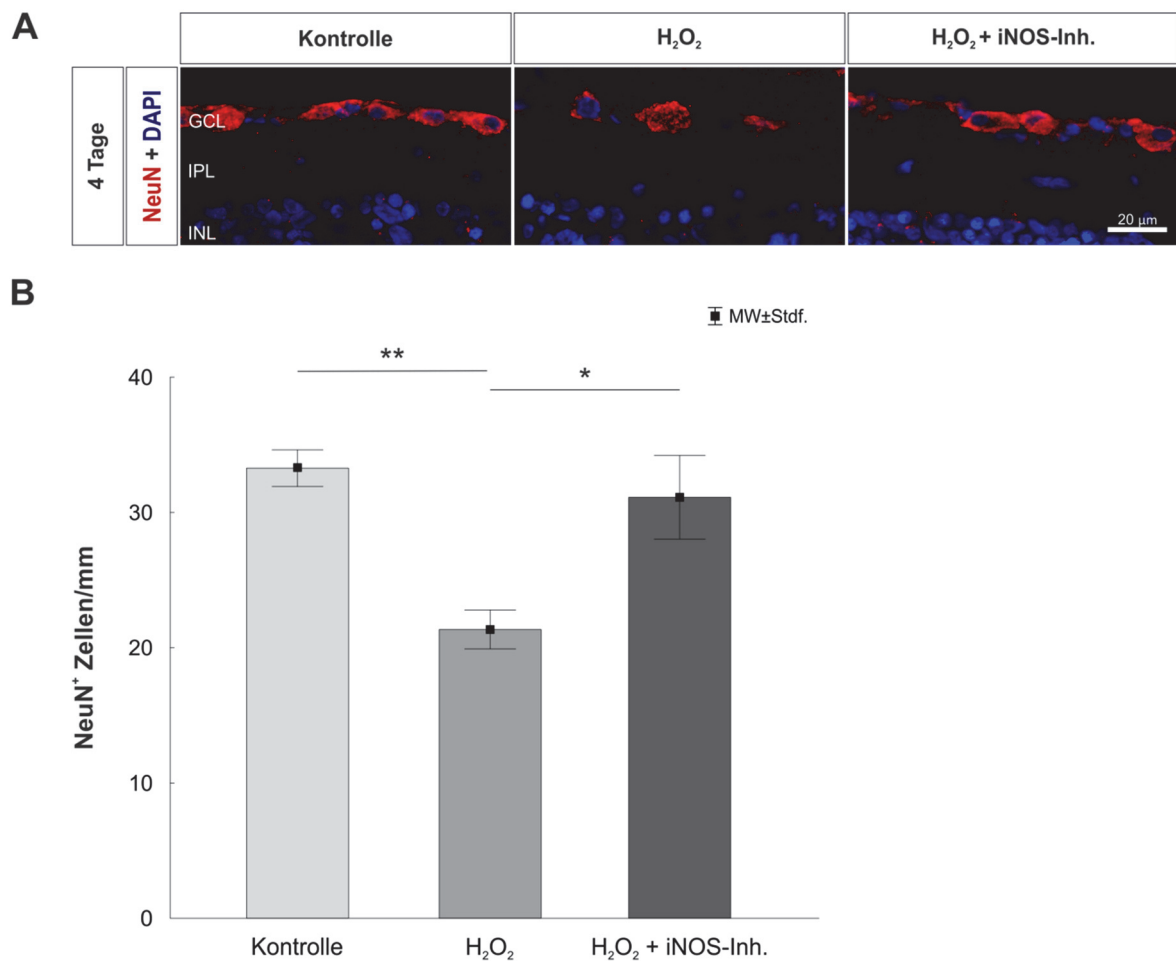 A
Kontrolle
H₂O₂
H₂O₂ + iNOS-Inh.
4 Tage
NeuN + DAPI
GCL
IPL
INL
20 µm
B
MW±Stdf.
**
*
40
30
20
10
0
NeuN⁺ Zellen/mm
Kontrolle
H₂O₂
H₂O₂ + iNOS-Inh.